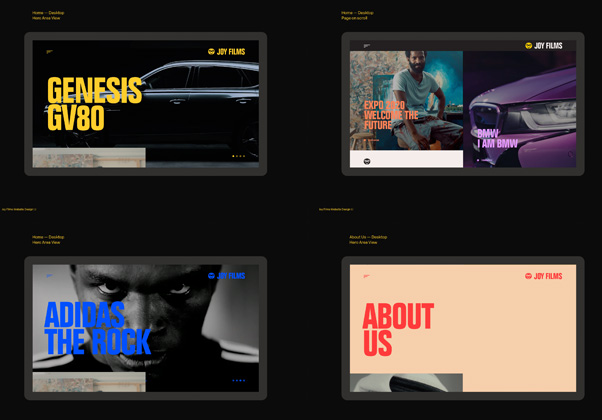 Home — Desktop
Hero Area View
JOY FILMS
GENESIS
GV80
Home — Desktop
Page on scroll
JOY FILMS
EXPO 2020
WELCOME THE
FUTURE
BMW
I AM BMW
Joy Films Website Design ©
Joy Films Website Design ©
Home — Desktop
Hero Area View
JOY FILMS
ADIDAS
THE ROCK
About Us — Desktop
Hero Area View
JOY FILMS
ABOUT
US